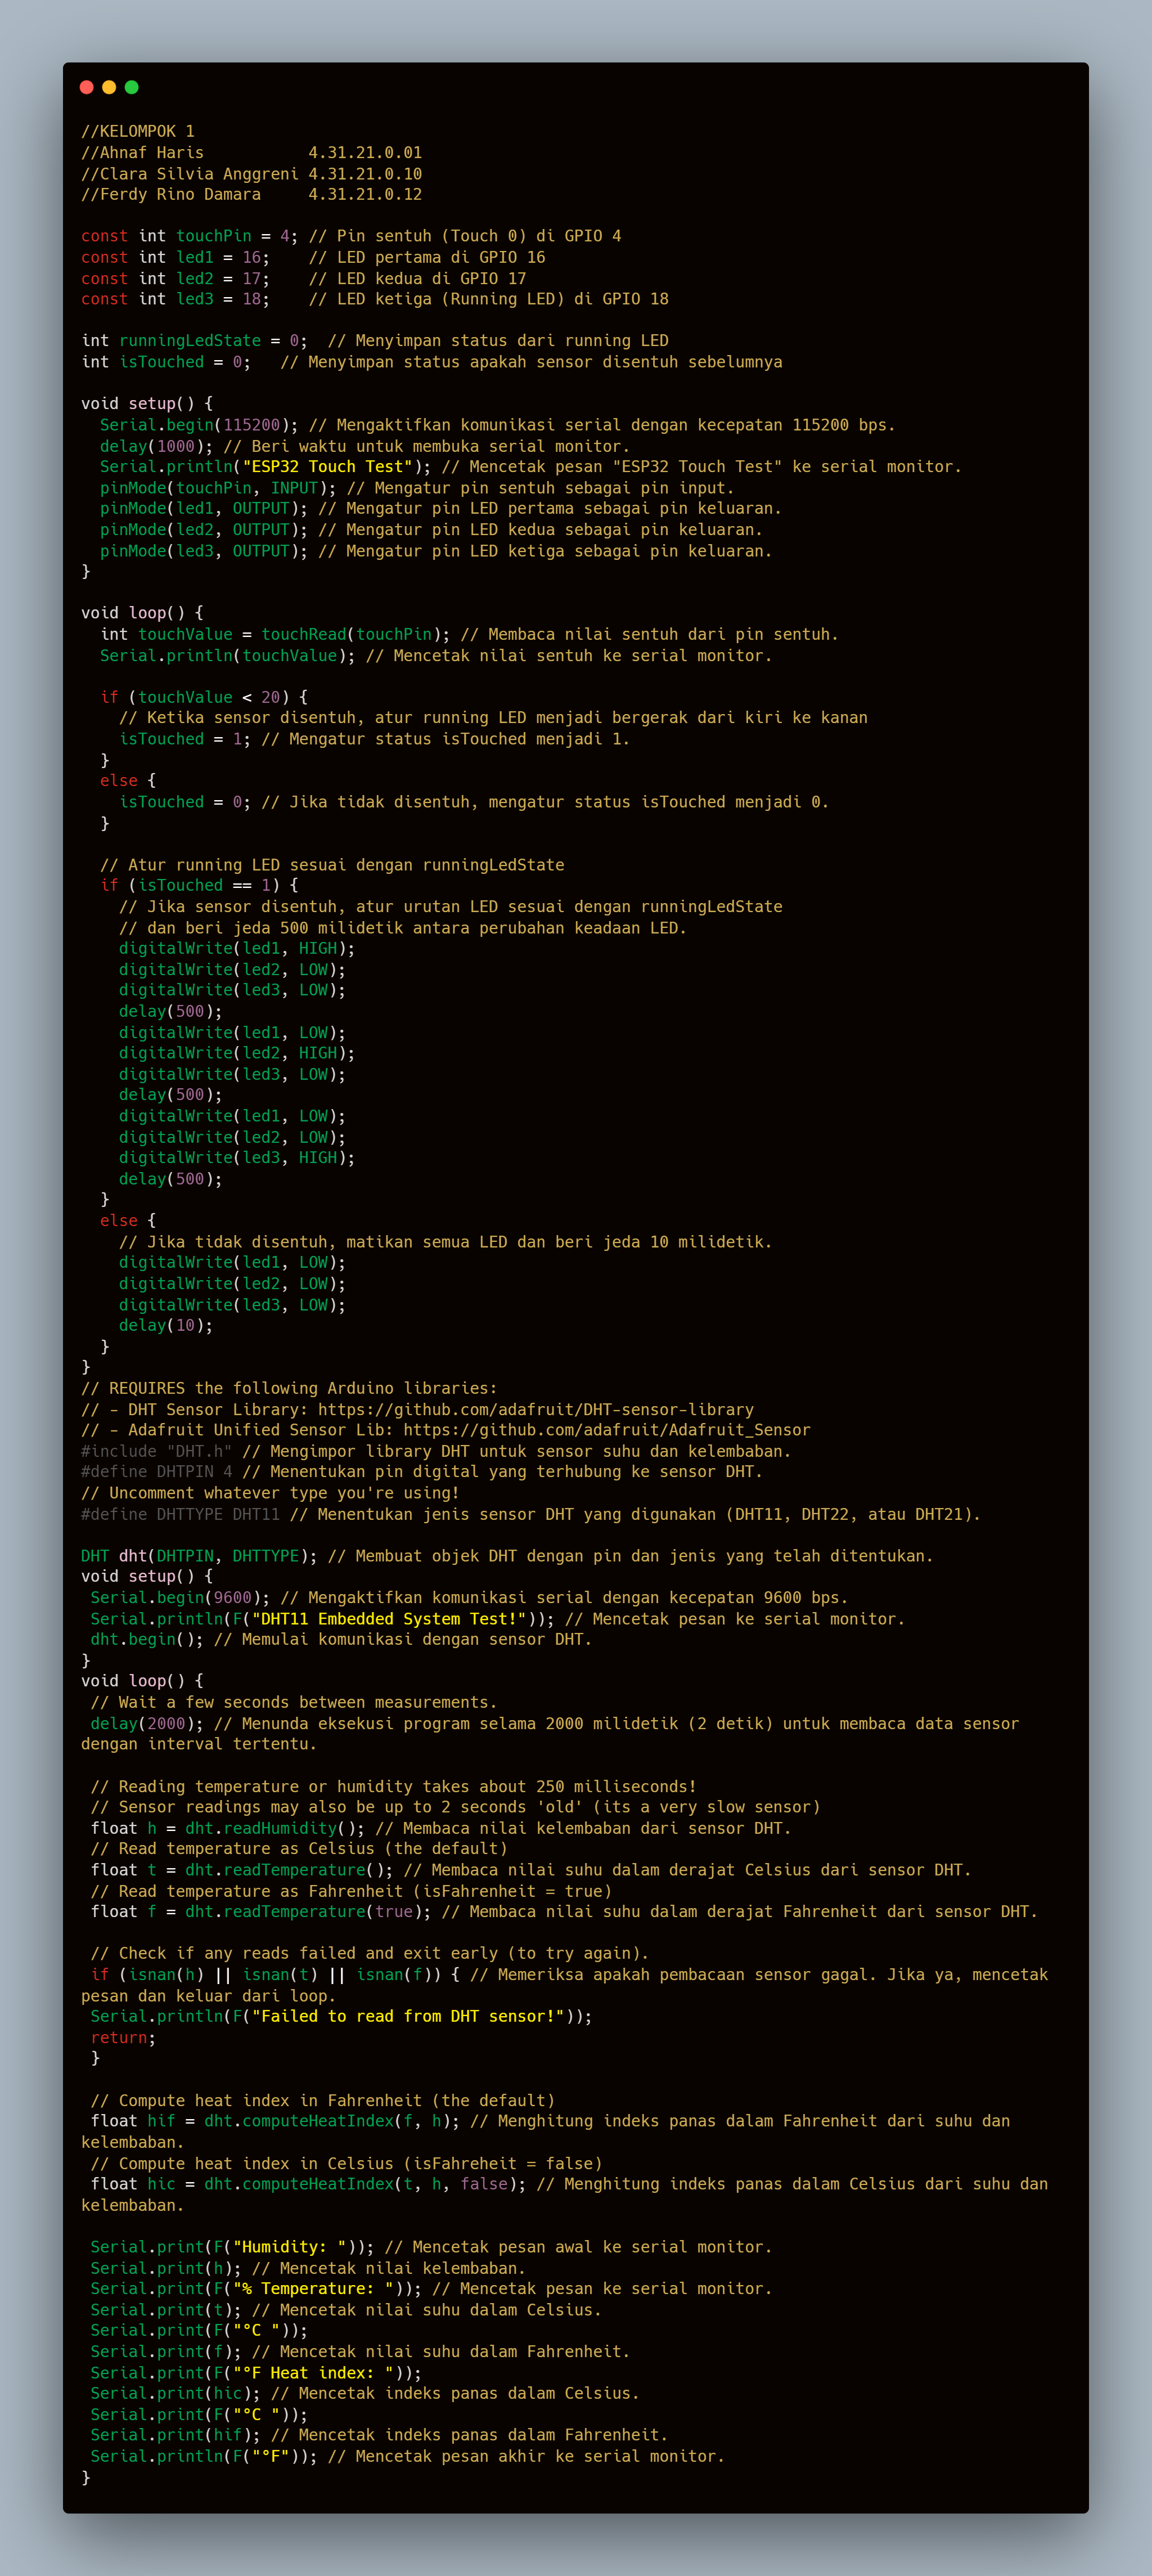 //KELOMPOK 1
//Ahnaf Haris           4.31.21.0.01
//Clara Silvia Anggreni 4.31.21.0.10
//Ferdy Rino Damara     4.31.21.0.12

const int touchPin = 4; // Pin sentuh (Touch 0) di GPIO 4
const int led1 = 16;    // LED pertama di GPIO 16
const int led2 = 17;    // LED kedua di GPIO 17
const int led3 = 18;    // LED ketiga (Running LED) di GPIO 18

int runningLedState = 0;  // Menyimpan status dari running LED
int isTouched = 0;   // Menyimpan status apakah sensor disentuh sebelumnya

void setup() {
  Serial.begin(115200); // Mengaktifkan komunikasi serial dengan kecepatan 115200 bps.
  delay(1000); // Beri waktu untuk membuka serial monitor.
  Serial.println("ESP32 Touch Test"); // Mencetak pesan "ESP32 Touch Test" ke serial monitor.
  pinMode(touchPin, INPUT); // Mengatur pin sentuh sebagai pin input.
  pinMode(led1, OUTPUT); // Mengatur pin LED pertama sebagai pin keluaran.
  pinMode(led2, OUTPUT); // Mengatur pin LED kedua sebagai pin keluaran.
  pinMode(led3, OUTPUT); // Mengatur pin LED ketiga sebagai pin keluaran.
}

void loop() {
  int touchValue = touchRead(touchPin); // Membaca nilai sentuh dari pin sentuh.
  Serial.println(touchValue); // Mencetak nilai sentuh ke serial monitor.

  if (touchValue < 20) {
    // Ketika sensor disentuh, atur running LED menjadi bergerak dari kiri ke kanan
    isTouched = 1; // Mengatur status isTouched menjadi 1.
  }
  else {
    isTouched = 0; // Jika tidak disentuh, mengatur status isTouched menjadi 0.
  }

  // Atur running LED sesuai dengan runningLedState
  if (isTouched == 1) {
    // Jika sensor disentuh, atur urutan LED sesuai dengan runningLedState
    // dan beri jeda 500 milidetik antara perubahan keadaan LED.
    digitalWrite(led1, HIGH);
    digitalWrite(led2, LOW);
    digitalWrite(led3, LOW);
    delay(500);
    digitalWrite(led1, LOW);
    digitalWrite(led2, HIGH);
    digitalWrite(led3, LOW);
    delay(500);
    digitalWrite(led1, LOW);
    digitalWrite(led2, LOW);
    digitalWrite(led3, HIGH);
    delay(500);
  }
  else {
    // Jika tidak disentuh, matikan semua LED dan beri jeda 10 milidetik.
    digitalWrite(led1, LOW);
    digitalWrite(led2, LOW);
    digitalWrite(led3, LOW);
    delay(10);
  }
}
// REQUIRES the following Arduino libraries:
// - DHT Sensor Library: https://github.com/adafruit/DHT-sensor-library
// - Adafruit Unified Sensor Lib: https://github.com/adafruit/Adafruit_Sensor
#include "DHT.h" // Mengimpor library DHT untuk sensor suhu dan kelembaban.
#define DHTPIN 4 // Menentukan pin digital yang terhubung ke sensor DHT.
// Uncomment whatever type you're using!
#define DHTTYPE DHT11 // Menentukan jenis sensor DHT yang digunakan (DHT11, DHT22, atau DHT21).

DHT dht(DHTPIN, DHTTYPE); // Membuat objek DHT dengan pin dan jenis yang telah ditentukan.
void setup() {
 Serial.begin(9600); // Mengaktifkan komunikasi serial dengan kecepatan 9600 bps.
 Serial.println(F("DHT11 Embedded System Test!")); // Mencetak pesan ke serial monitor.
 dht.begin(); // Memulai komunikasi dengan sensor DHT.
}
void loop() {
 // Wait a few seconds between measurements.
 delay(2000); // Menunda eksekusi program selama 2000 milidetik (2 detik) untuk membaca data sensor
dengan interval tertentu.

 // Reading temperature or humidity takes about 250 milliseconds!
 // Sensor readings may also be up to 2 seconds 'old' (its a very slow sensor)
 float h = dht.readHumidity(); // Membaca nilai kelembaban dari sensor DHT.
 // Read temperature as Celsius (the default)
 float t = dht.readTemperature(); // Membaca nilai suhu dalam derajat Celsius dari sensor DHT.
 // Read temperature as Fahrenheit (isFahrenheit = true)
 float f = dht.readTemperature(true); // Membaca nilai suhu dalam derajat Fahrenheit dari sensor DHT.

 // Check if any reads failed and exit early (to try again).
 if (isnan(h) || isnan(t) || isnan(f)) { // Memeriksa apakah pembacaan sensor gagal. Jika ya, mencetak
pesan dan keluar dari loop.
 Serial.println(F("Failed to read from DHT sensor!"));
 return;
 }

 // Compute heat index in Fahrenheit (the default)
 float hif = dht.computeHeatIndex(f, h); // Menghitung indeks panas dalam Fahrenheit dari suhu dan
kelembaban.
 // Compute heat index in Celsius (isFahreheit = false)
 float hic = dht.computeHeatIndex(t, h, false); // Menghitung indeks panas dalam Celsius dari suhu dan
kelembaban.

 Serial.print(F("Humidity: ")); // Mencetak pesan awal ke serial monitor.
 Serial.print(h); // Mencetak nilai kelembaban.
 Serial.print(F("% Temperature: ")); // Mencetak pesan ke serial monitor.
 Serial.print(t); // Mencetak nilai suhu dalam Celsius.
 Serial.print(F("°C "));
 Serial.print(f); // Mencetak nilai suhu dalam Fahrenheit.
 Serial.print(F("°F Heat index: "));
 Serial.print(hic); // Mencetak indeks panas dalam Celsius.
 Serial.print(F("°C "));
 Serial.print(hif); // Mencetak indeks panas dalam Fahrenheit.
 Serial.println(F("°F")); // Mencetak pesan akhir ke serial monitor.
}